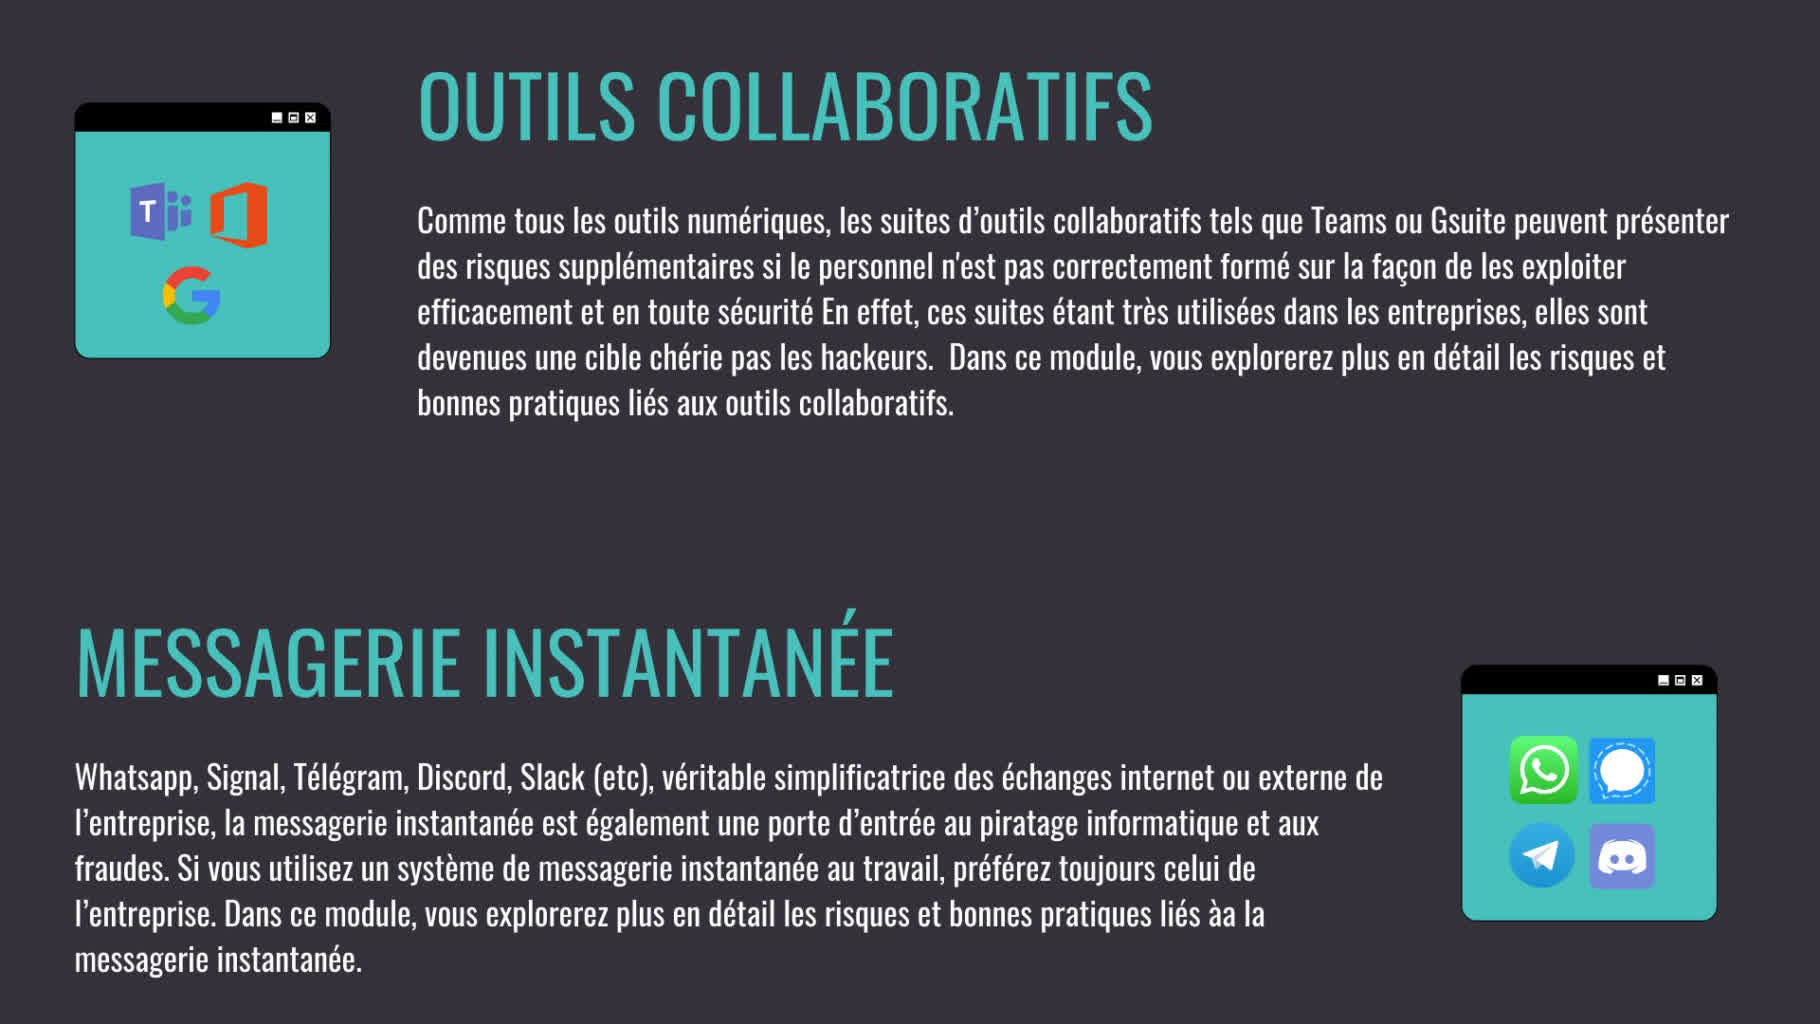 OUTILS COLLABORATIFS
Comme tous les outils numériques, les suites d’outils collaboratifs tels que Teams ou Gsuite peuvent présenter
des risques supplémentaires si le personnel n'est pas correctement formé sur la façon de les exploiter
efficacement et en toute sécurité En effet, ces suites étant très utilisées dans les entreprises, elles sont
devenues une cible chérie pas les hackeurs.  Dans ce module, vous explorerez plus en détail les risques et
bonnes pratiques liés aux outils collaboratifs.
T
MESSAGERIE INSTANTANÉE
Whatsapp, Signal, Télégram, Discord, Slack (etc), véritable simplificatrice des échanges internet ou externe de
l’entreprise, la messagerie instantanée est également une porte d’entrée au piratage informatique et aux
fraudes. Si vous utilisez un système de messagerie instantanée au travail, préférez toujours celui de
l’entreprise. Dans ce module, vous explorerez plus en détail les risques et bonnes pratiques liés àa la
messagerie instantanée.